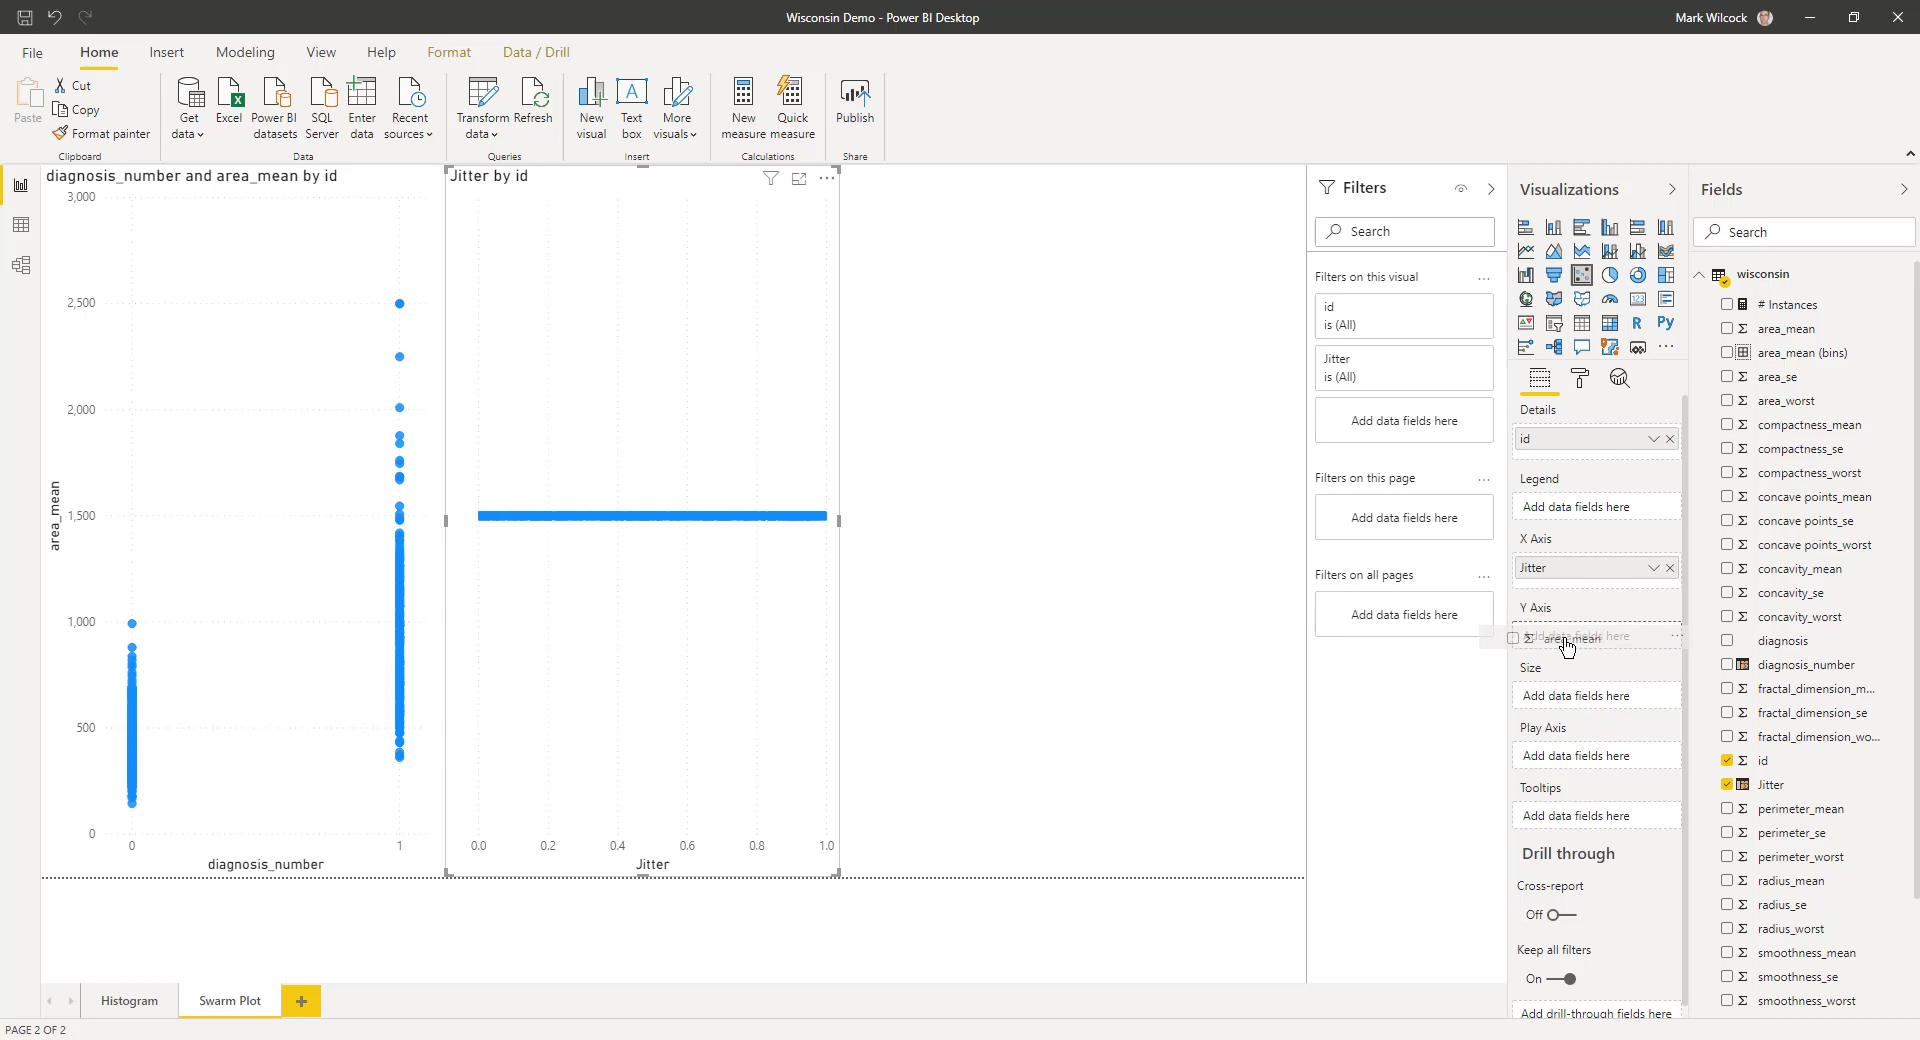 Wisconsin Demo - Power BI Desktop
Mark Wilcock
File
Home
Insert
Modeling
View
Help
Format
Data / Drill
Paste
Cut
Copy
Format painter
Clipboard
Get data
Excel
Power BI datasets
SQL Server
Enter data
Recent sources
Data
Transform data
Refresh
Queries
New visual
A
Text box
More visuals
Insert
New measure
Quick measure
Calculations
Publish
Share
diagnosis_number and area_mean by id
3,000
2,500
2,000
1,500
1,000
500
0
area_mean
0
1
diagnosis_number
Jitter by id
0.0
0.2
0.4
0.6
0.8
1.0
Jitter
Filters
Search
Filters on this visual
id
is (All)
Jitter
is (All)
Add data fields here
Filters on this page
Add data fields here
Filters on all pages
Add data fields here
Visualizations
123
R
Py
Details
id
Legend
Add data fields here
X Axis
Jitter
Y Axis
Add data fields here
Σ area_mean
Size
Add data fields here
Play Axis
Add data fields here
Tooltips
Add data fields here
Drill through
Cross-report
Off
Keep all filters
On
Add drill-through fields here
Fields
Search
wisconsin
# Instances
Σ area_mean
area_mean (bins)
Σ area_se
Σ area_worst
Σ compactness_mean
Σ compactness_se
Σ compactness_worst
Σ concave points_mean
Σ concave points_se
Σ concave points_worst
Σ concavity_mean
Σ concavity_se
Σ concavity_worst
diagnosis
diagnosis_number
Σ fractal_dimension_m...
Σ fractal_dimension_se
Σ fractal_dimension_wo...
Σ id
Jitter
Σ perimeter_mean
Σ perimeter_se
Σ perimeter_worst
Σ radius_mean
Σ radius_se
Σ radius_worst
Σ smoothness_mean
Σ smoothness_se
Σ smoothness_worst
Histogram
Swarm Plot
PAGE 2 OF 2